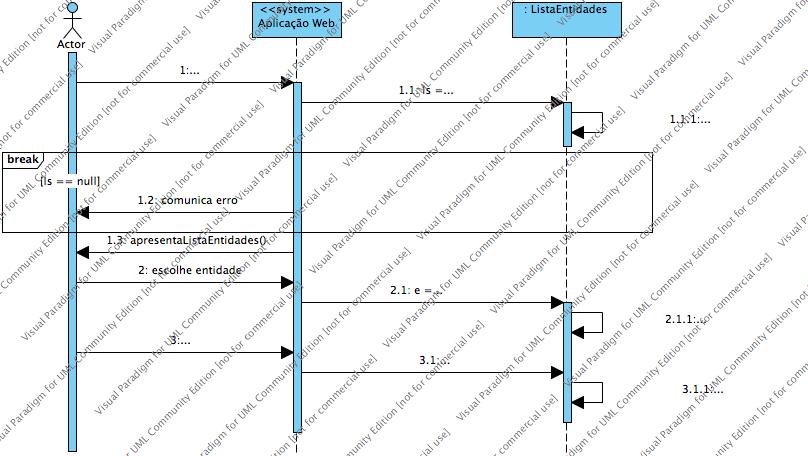 <<system>>
Aplicação Web
: ListaEntidades
Actor
1:...
1.1: ls =...
1.1.1:...
break
[ls == null]
1.2: comunica erro
1.3: apresentaListaEntidades()
2: escolhe entidade
2.1: e =...
2.1.1:...
3:...
3.1:...
3.1.1:...
Visual Paradigm for UML Community Edition [not for commercial use]